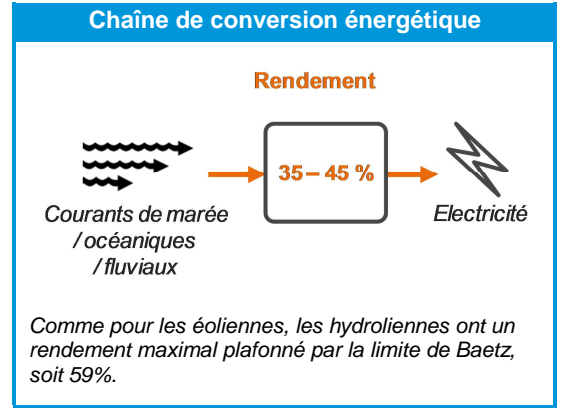 Chaîne de conversion énergétique
Rendement
35 – 45 %
Courants de marée
/ océaniques
/ fluviaux
Electricité
Comme pour les éoliennes, les hydroliennes ont un
rendement maximal plafonné par la limite de Baetz,
soit 59%.